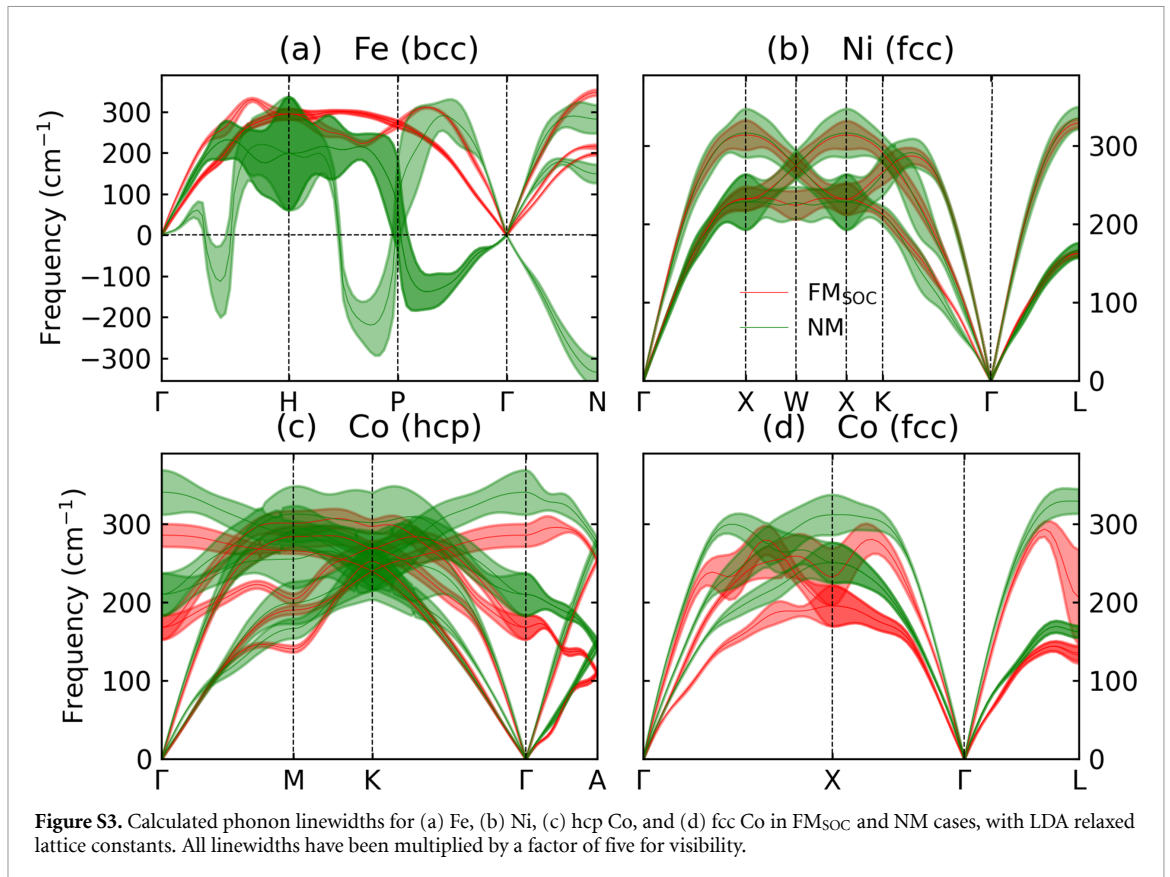 (a) Fe (bcc)
(b) Ni (fcc)
Frequency (cm⁻¹)
300
200
100
0
−100
−200
−300
Γ H P Γ N
FM_SOC
NM
300
200
100
0
Γ X W X K Γ L
(c) Co (hcp)
(d) Co (fcc)
Frequency (cm⁻¹)
300
200
100
0
Γ M K Γ A
300
200
100
0
Γ X Γ L
Figure S3. Calculated phonon linewidths for (a) Fe, (b) Ni, (c) hcp Co, and (d) fcc Co in FM_SOC and NM cases, with LDA relaxed
lattice constants. All linewidths have been multiplied by a factor of five for visibility.